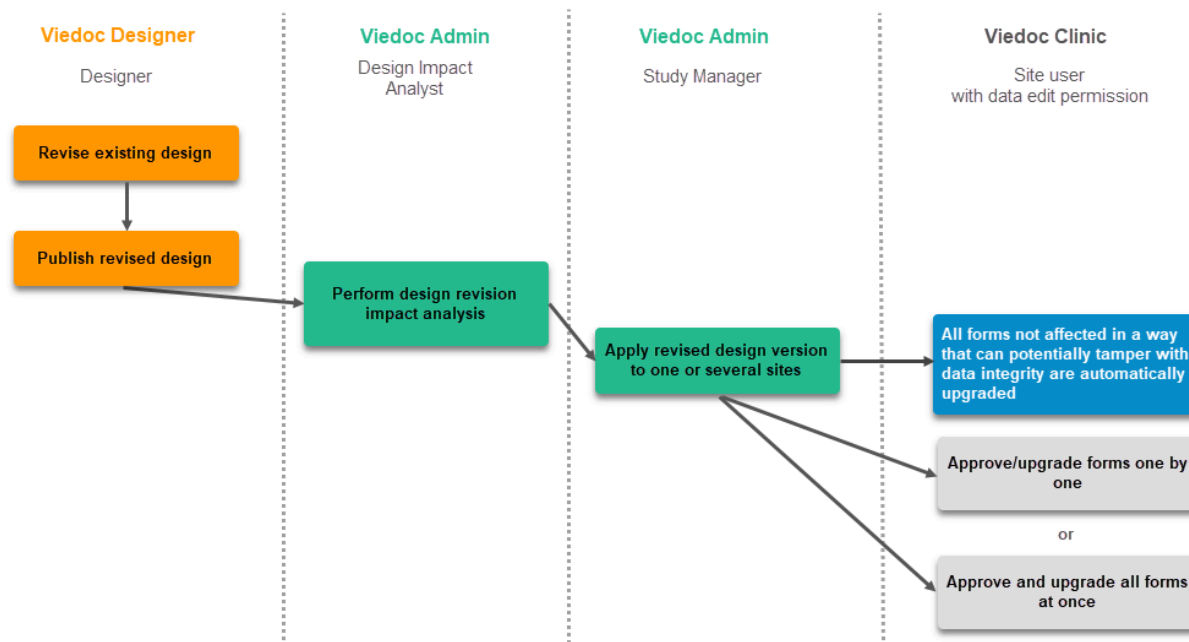 Viedoc Designer
Designer
Viedoc Admin
Design Impact
Analyst
Viedoc Admin
Study Manager
Viedoc Clinic
Site user
with data edit permission
Revise existing design
Publish revised design
Perform design revision
impact analysis
Apply revised design version
to one or several sites
All forms not affected in a way
that can potentially tamper with
data integrity are automatically
upgraded
Approve/upgrade forms one by
one
or
Approve and upgrade all forms
at once